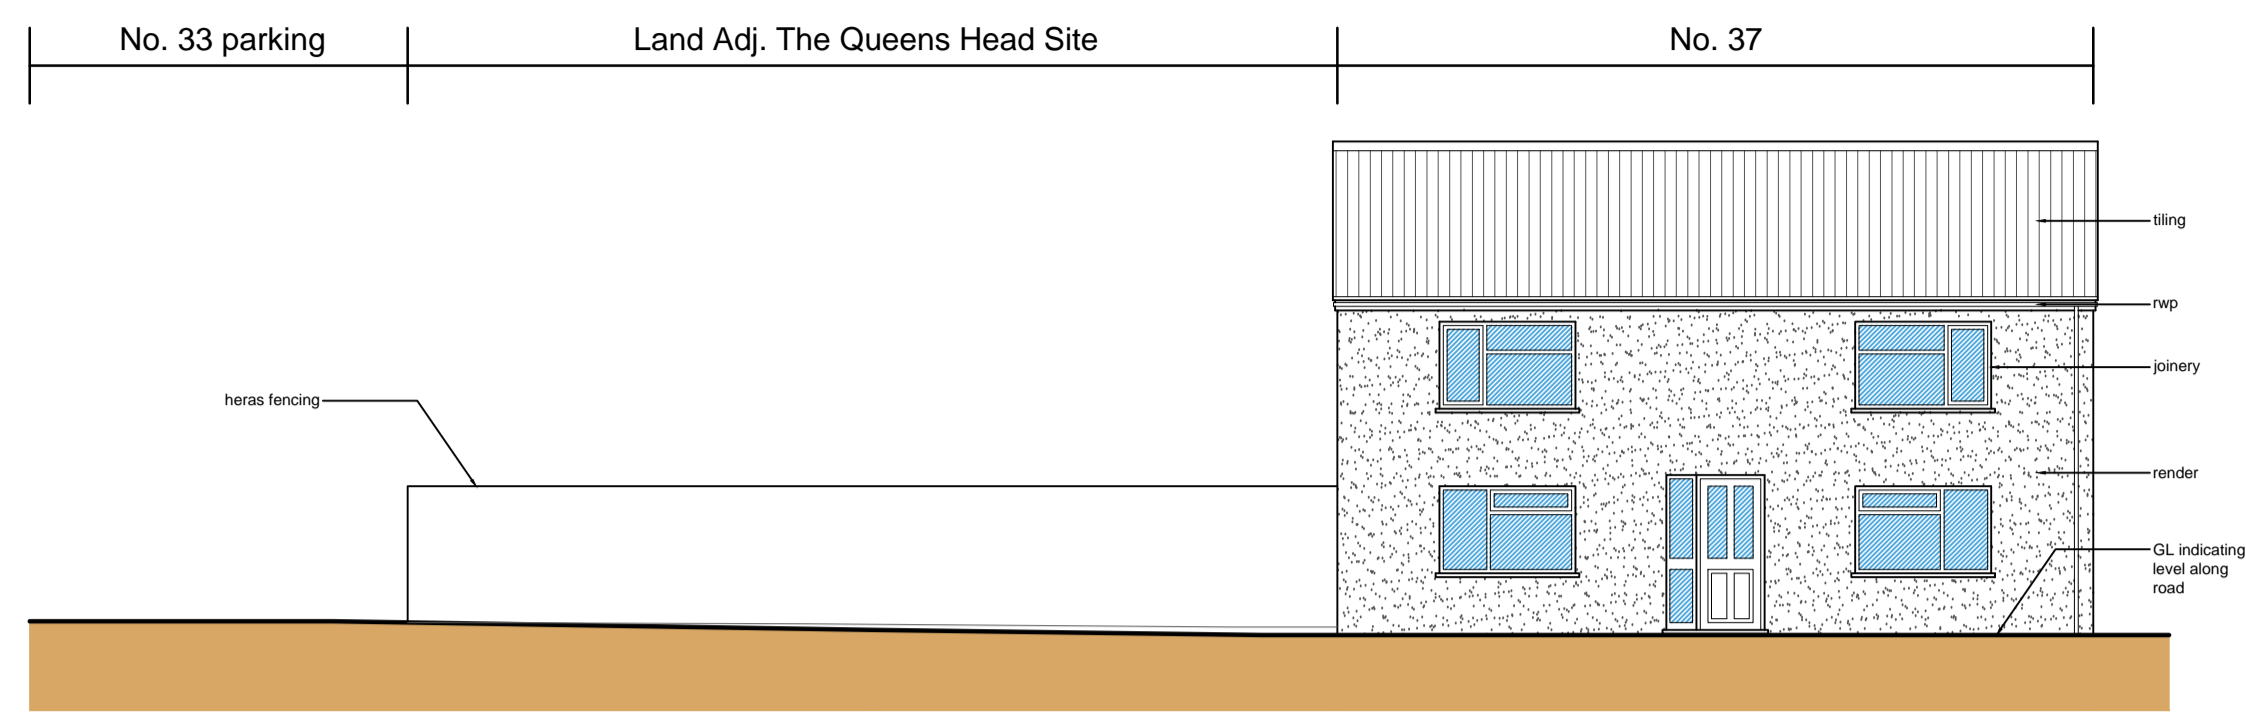 No. 33 parking
Land Adj. The Queens Head Site
No. 37
tiling
rwp
joinery
heras fencing
render
GL indicating
level along
road